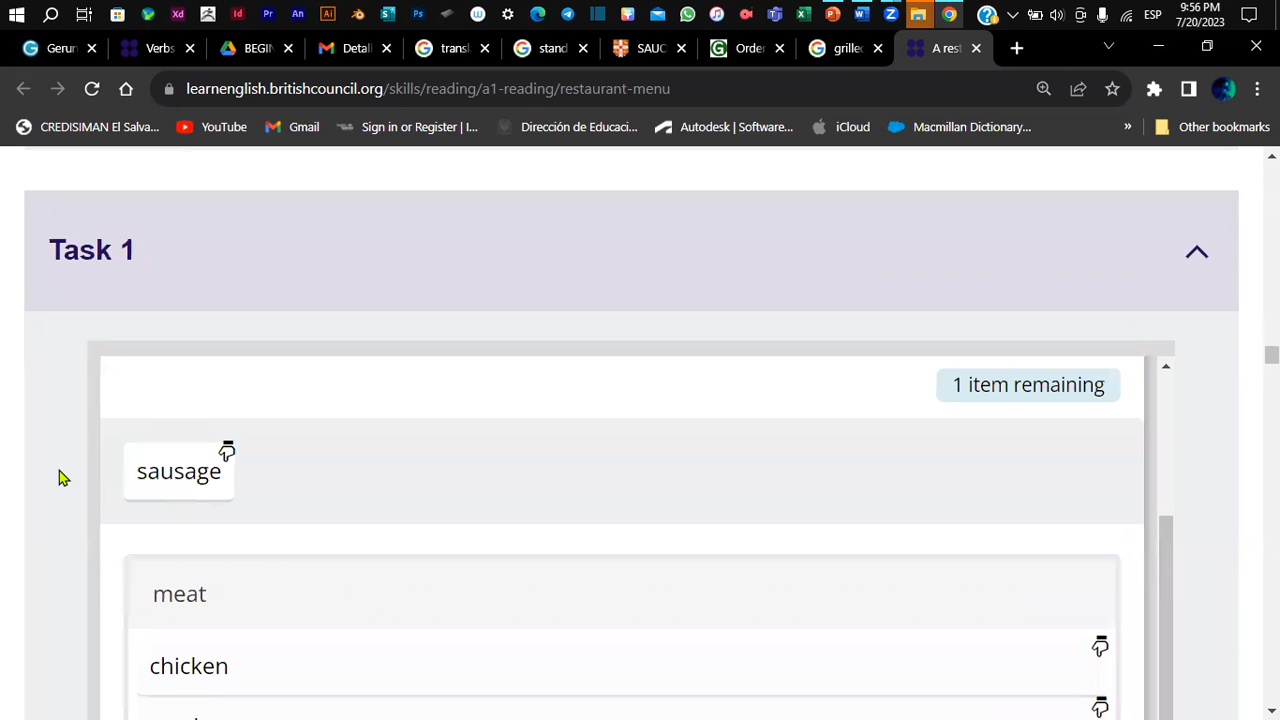 9:56 PM
ESP
7/20/2023
Gerun
Verbs
BEGIN
Detail
transl
stand
SAUC
Order
grille
A rest
learnenglish.britishcouncil.org/skills/reading/a1-reading/restaurant-menu
CREDISIMAN El Salva...
YouTube
Gmail
Sign in or Register | I...
Dirección de Educaci...
Autodesk | Software...
iCloud
Macmillan Dictionary...
»
Other bookmarks
Task 1
1 item remaining
sausage
meat
chicken